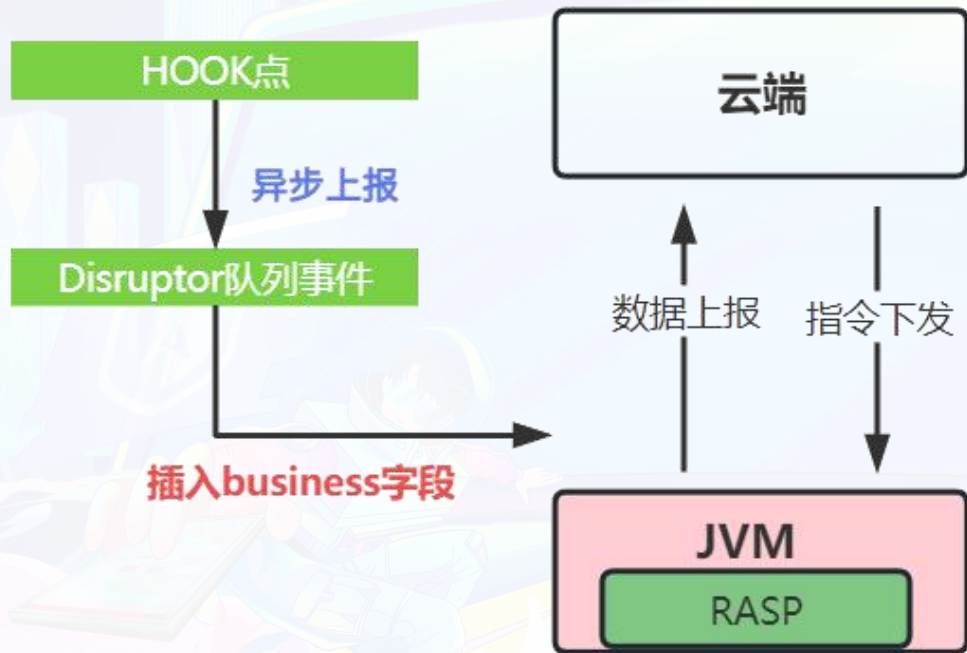 HOOK点
异步上报
Disruptor队列事件
插入business字段
云端
数据上报
指令下发
JVM
RASP